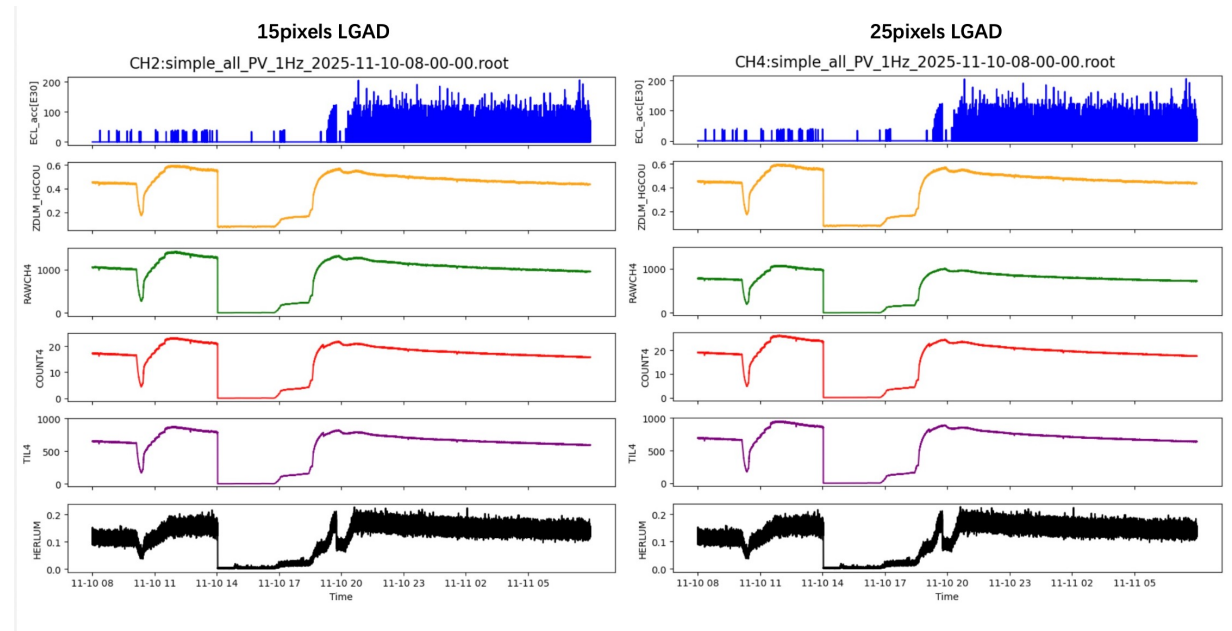 15pixels LGAD
CH2:simple_all_PV_1Hz_2025-11-10-08-00-00.root
ECL_acc[E30]
200
100
0
ZDLM_HGCOU
0.6
0.4
0.2
RAWCH4
1000
0
COUNT4
20
10
0
TIL4
1000
500
0
HERLUM
0.2
0.1
0.0
11-10 08 11-10 11 11-10 14 11-10 17 11-10 20 11-10 23 11-11 02 11-11 05
Time
25pixels LGAD
CH4:simple_all_PV_1Hz_2025-11-10-08-00-00.root
ECL_acc[E30]
200
100
0
ZDLM_HGCOU
0.6
0.4
0.2
RAWCH4
1000
0
COUNT4
20
10
0
TIL4
1000
500
0
HERLUM
0.2
0.1
0.0
11-10 08 11-10 11 11-10 14 11-10 17 11-10 20 11-10 23 11-11 02 11-11 05
Time